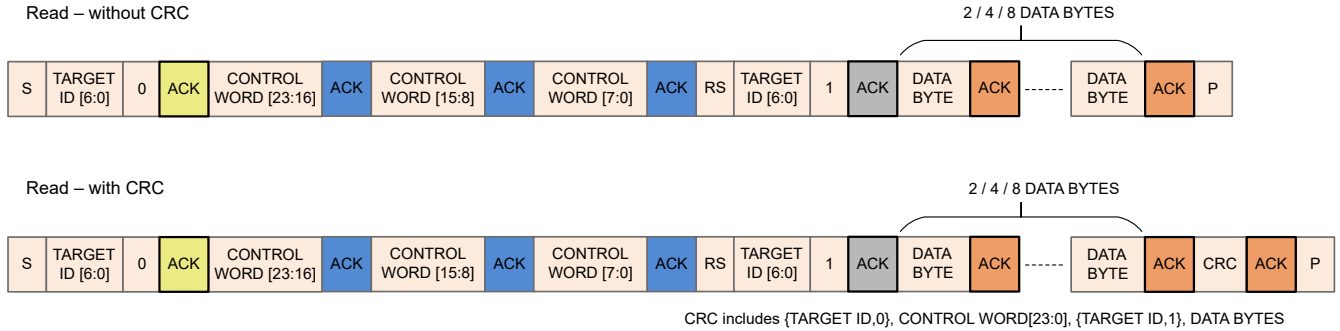 Read – without CRC
2 / 4 / 8 DATA BYTES
S TARGET ID [6:0] 0 ACK CONTROL WORD [23:16] ACK CONTROL WORD [15:8] ACK CONTROL WORD [7:0] ACK RS TARGET ID [6:0] 1 ACK DATA BYTE ACK ------ DATA BYTE ACK P
Read – with CRC
2 / 4 / 8 DATA BYTES
S TARGET ID [6:0] 0 ACK CONTROL WORD [23:16] ACK CONTROL WORD [15:8] ACK CONTROL WORD [7:0] ACK RS TARGET ID [6:0] 1 ACK DATA BYTE ACK ------ DATA BYTE ACK CRC ACK P
CRC includes {TARGET ID,0}, CONTROL WORD[23:0], {TARGET ID,1}, DATA BYTES